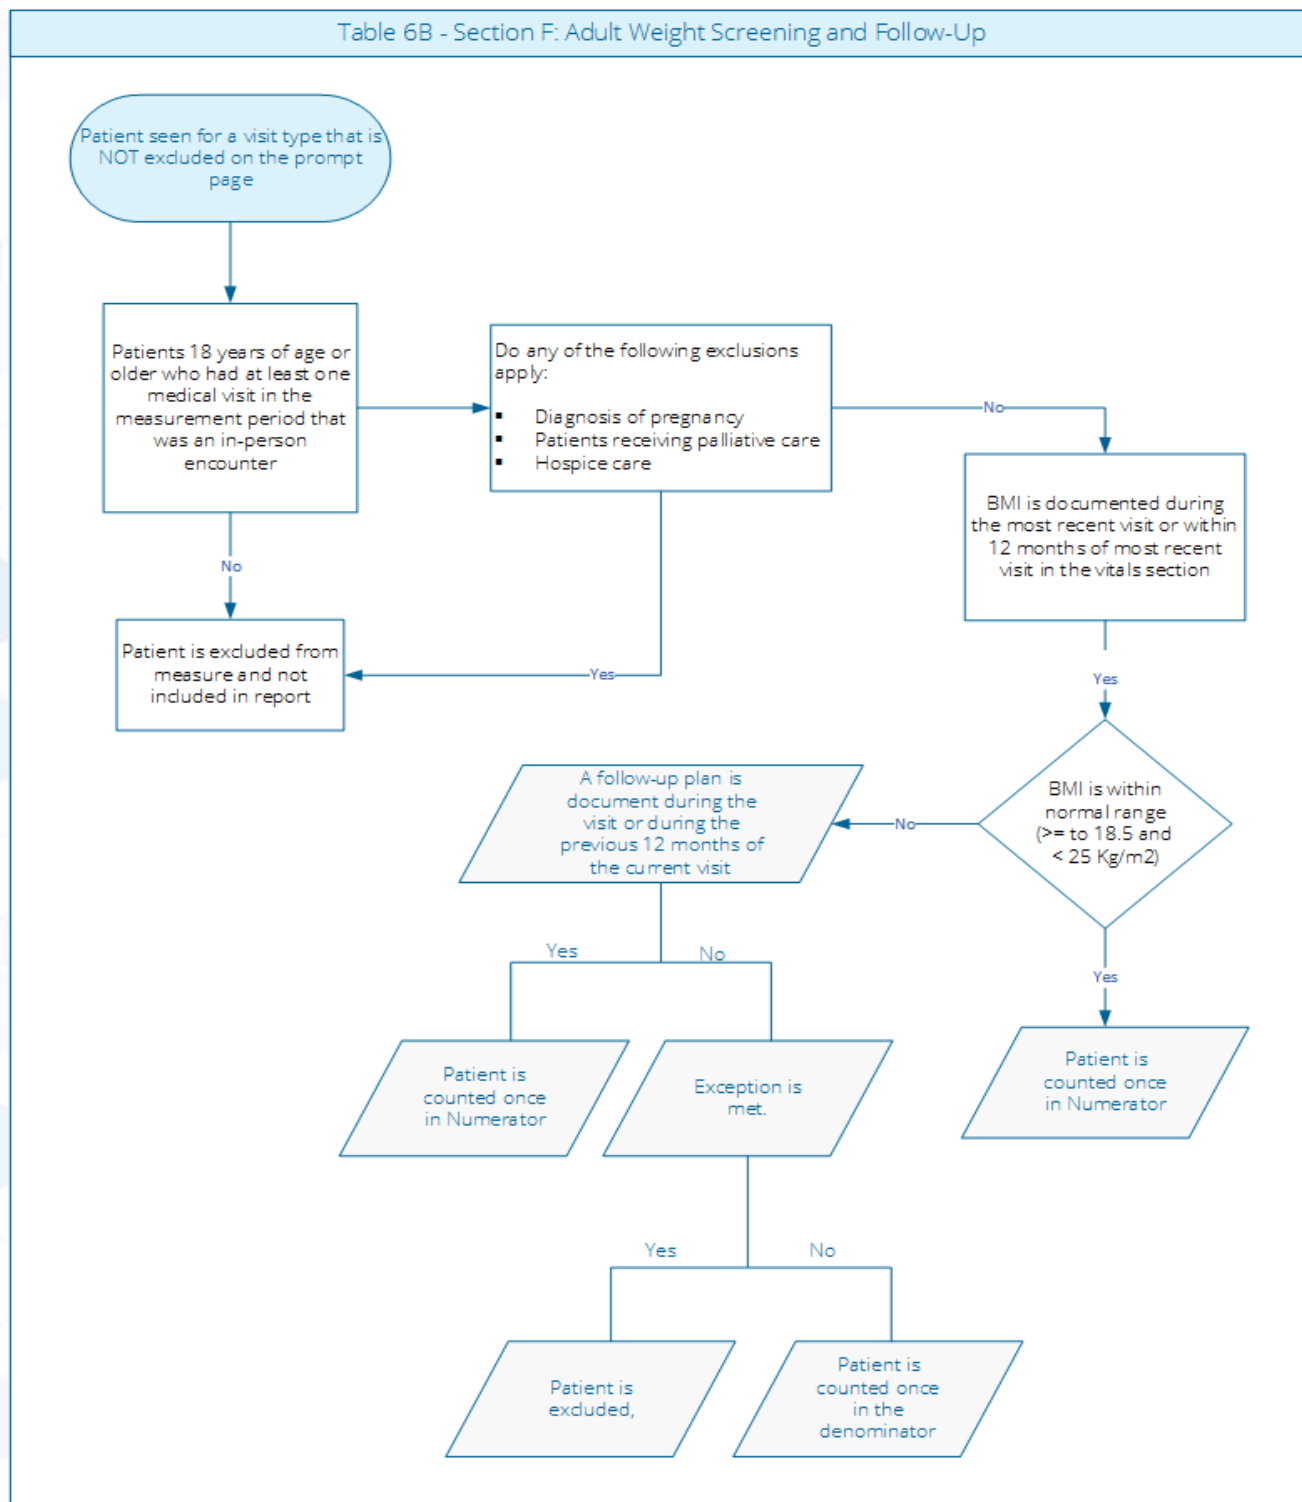 Table 6B - Section F: Adult Weight Screening and Follow-Up
Patient seen for a visit type that is
NOT excluded on the prompt
page
Patients 18 years of age or
older who had at least one
medical visit in the
measurement period that
was an in-person
encounter
Do any of the following exclusions
apply:
▪ Diagnosis of pregnancy
▪ Patients receiving palliative care
▪ Hospice care
No
BMI is documented during
the most recent visit or within
12 months of most recent
visit in the vitals section
No
Patient is excluded from
measure and not
included in report
Yes
Yes
BMI is within
normal range
(>= to 18.5 and
< 25 Kg/m2)
No
A follow-up plan is
document during the
visit or during the
previous 12 months of
the current visit
Yes
No
Yes
Patient is
counted once
in Numerator
Exception is
met.
Patient is
counted once
in Numerator
Yes
No
Patient is
excluded,
Patient is
counted once
in the
denominator